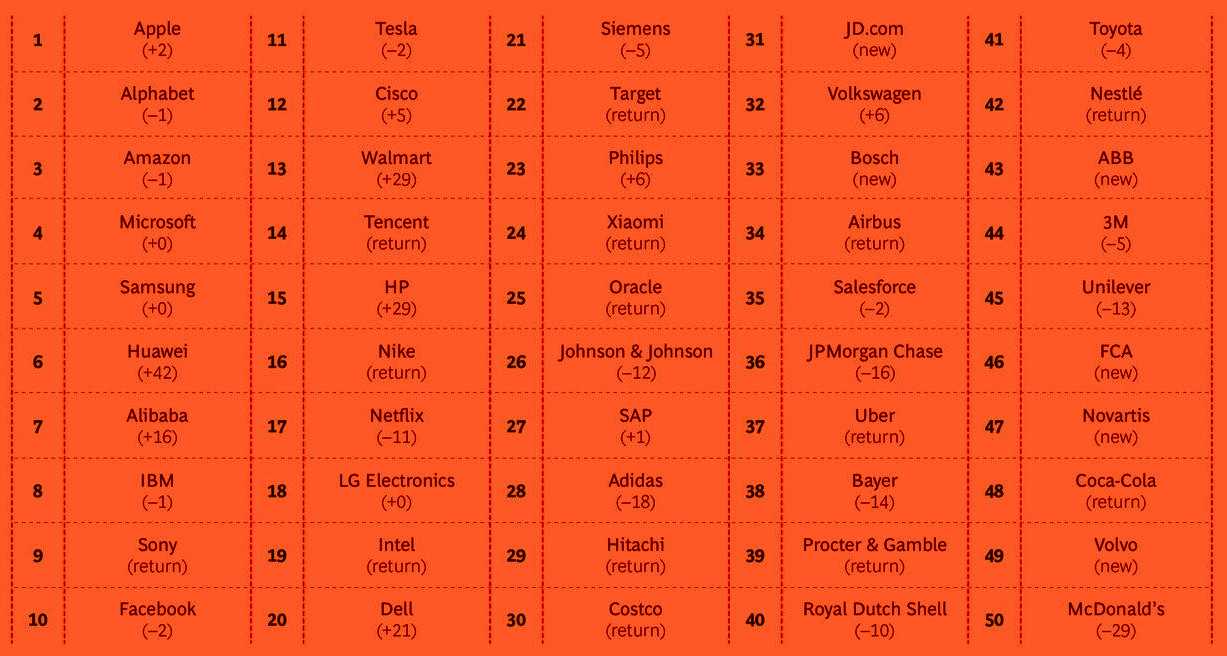 1
Apple
(+2)
2
Alphabet
(–1)
3
Amazon
(–1)
4
Microsoft
(+0)
5
Samsung
(+0)
6
Huawei
(+42)
7
Alibaba
(+16)
8
IBM
(–1)
9
Sony
(return)
10
Facebook
(–2)
11
Tesla
(–2)
12
Cisco
(+5)
13
Walmart
(+29)
14
Tencent
(return)
15
HP
(+29)
16
Nike
(return)
17
Netflix
(–11)
18
LG Electronics
(+0)
19
Intel
(return)
20
Dell
(+21)
21
Siemens
(–5)
22
Target
(return)
23
Philips
(+6)
24
Xiaomi
(return)
25
Oracle
(return)
26
Johnson & Johnson
(–12)
27
SAP
(+1)
28
Adidas
(–18)
29
Hitachi
(return)
30
Costco
(return)
31
JD.com
(new)
32
Volkswagen
(+6)
33
Bosch
(new)
34
Airbus
(return)
35
Salesforce
(–2)
36
JPMorgan Chase
(–16)
37
Uber
(return)
38
Bayer
(–14)
39
Procter & Gamble
(return)
40
Royal Dutch Shell
(–10)
41
Toyota
(–4)
42
Nestlé
(return)
43
ABB
(new)
44
3M
(–5)
45
Unilever
(–13)
46
FCA
(new)
47
Novartis
(new)
48
Coca-Cola
(return)
49
Volvo
(new)
50
McDonald’s
(–29)